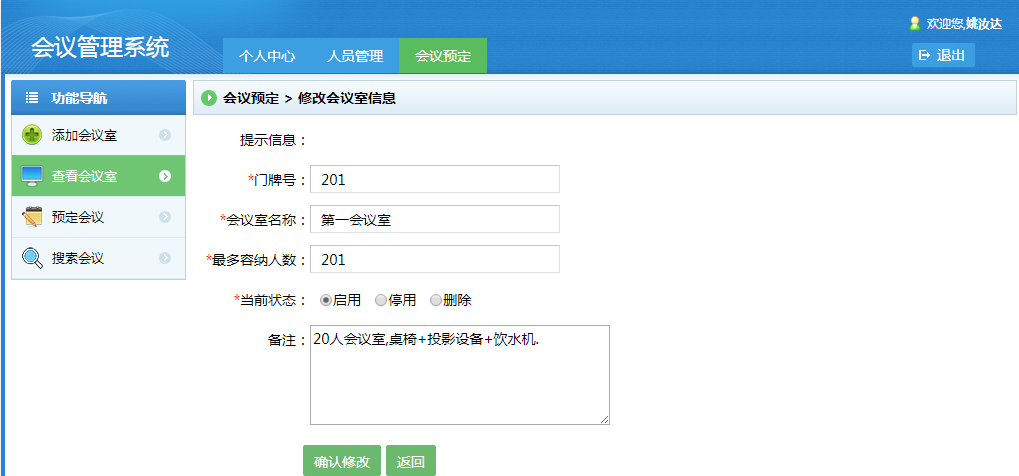 欢迎您,姚汝达
会议管理系统
个人中心 人员管理 会议预定
退出
功能导航
添加会议室
查看会议室
预定会议
搜索会议
会议预定 > 修改会议室信息
提示信息：
*门牌号： 201
*会议室名称： 第一会议室
*最多容纳人数： 201
*当前状态： 启用 停用 删除
备注： 20人会议室,桌椅+投影设备+饮水机.
确认修改 返回